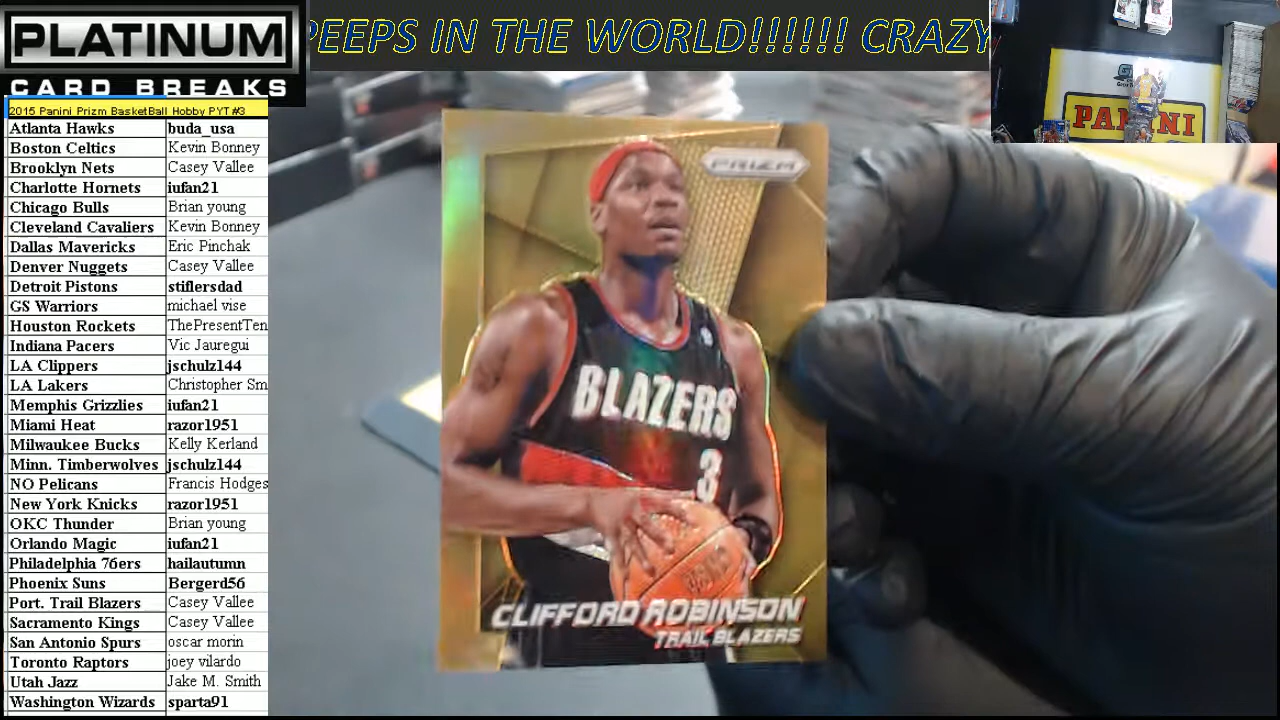 PLATINUM
CARD BREAKS
PEEPS IN THE WORLD!!!!!! CRAZY
2015 Panini Prizm BasketBall Hobby PYT #3
Atlanta Hawks buda_usa
Boston Celtics Kevin Bonney
Brooklyn Nets Casey Vallee
Charlotte Hornets iufan21
Chicago Bulls Brian young
Cleveland Cavaliers Kevin Bonney
Dallas Mavericks Eric Pinchak
Denver Nuggets Casey Vallee
Detroit Pistons stiflersdad
GS Warriors michael vise
Houston Rockets ThePresentTen
Indiana Pacers Vic Jauregui
LA Clippers jschulz144
LA Lakers Christopher Sm
Memphis Grizzlies iufan21
Miami Heat razor1951
Milwaukee Bucks Kelly Kerland
Minn. Timberwolves jschulz144
NO Pelicans Francis Hodges
New York Knicks razor1951
OKC Thunder Brian young
Orlando Magic iufan21
Philadelphia 76ers hailautumn
Phoenix Suns Bergerd56
Port. Trail Blazers Casey Vallee
Sacramento Kings Casey Vallee
San Antonio Spurs oscar morin
Toronto Raptors joey vilardo
Utah Jazz Jake M. Smith
Washington Wizards sparta91
PRIZM
BLAZERS
3
CLIFFORD ROBINSON
TRAIL BLAZERS
PANINI